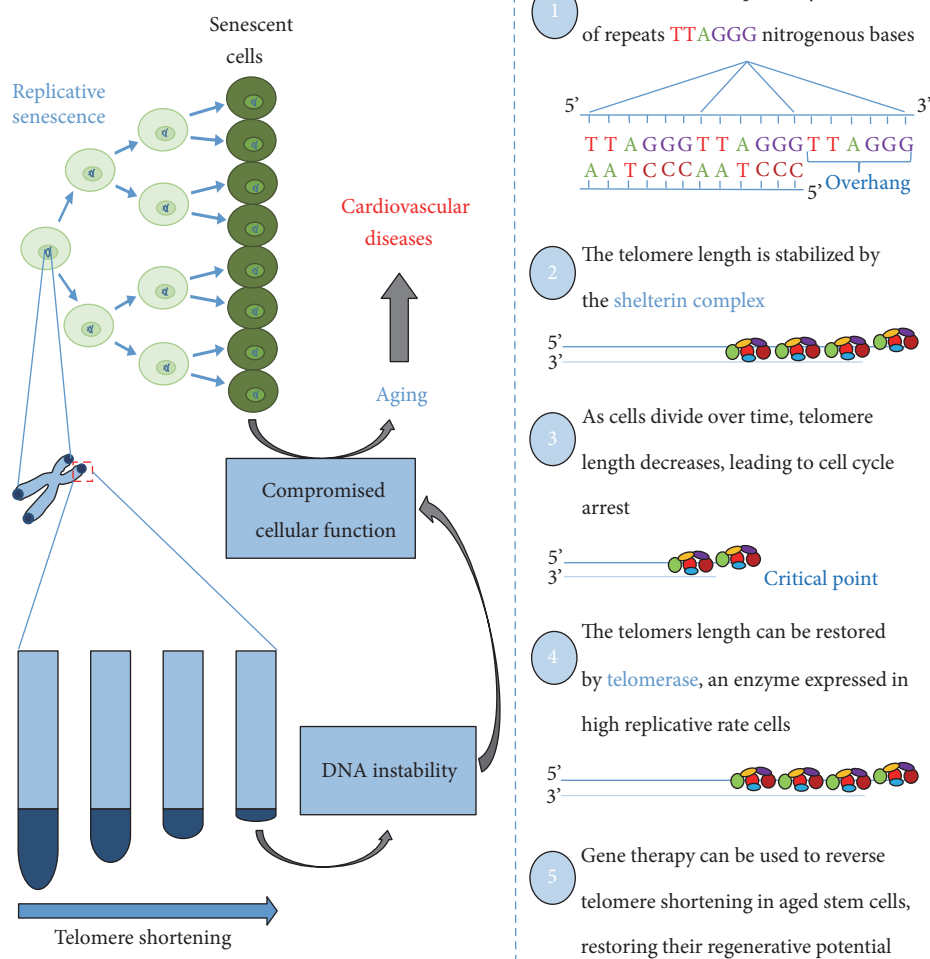 Senescent
cells
Replicative
senescence
Cardiovascular
diseases
Aging
Compromised
cellular function
DNA instability
Telomere shortening
1
of repeats TTAGGG nitrogenous bases
5’ 3’
T T A G G G T T A G G G T T A G G G
A A T C C C A A T C C C
5’ Overhang
2
The telomere length is stabilized by
the shelterin complex
5’
3’
3
As cells divide over time, telomere
length decreases, leading to cell cycle
arrest
5’
3’
Critical point
4
The telomers length can be restored
by telomerase, an enzyme expressed in
high replicative rate cells
5’
3’
5
Gene therapy can be used to reverse
telomere shortening in aged stem cells,
restoring their regenerative potential